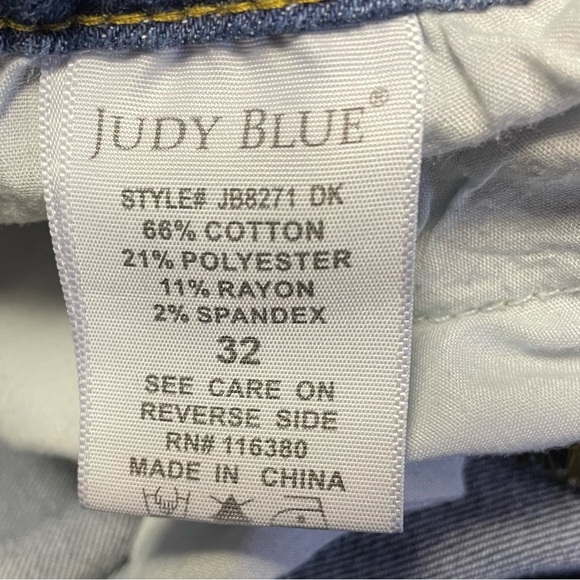 JUDY BLUE®
STYLE# JB8271 DK
66% COTTON
21% POLYESTER
11% RAYON
2% SPANDEX
32
SEE CARE ON
REVERSE SIDE
RN# 116380
MADE IN CHINA